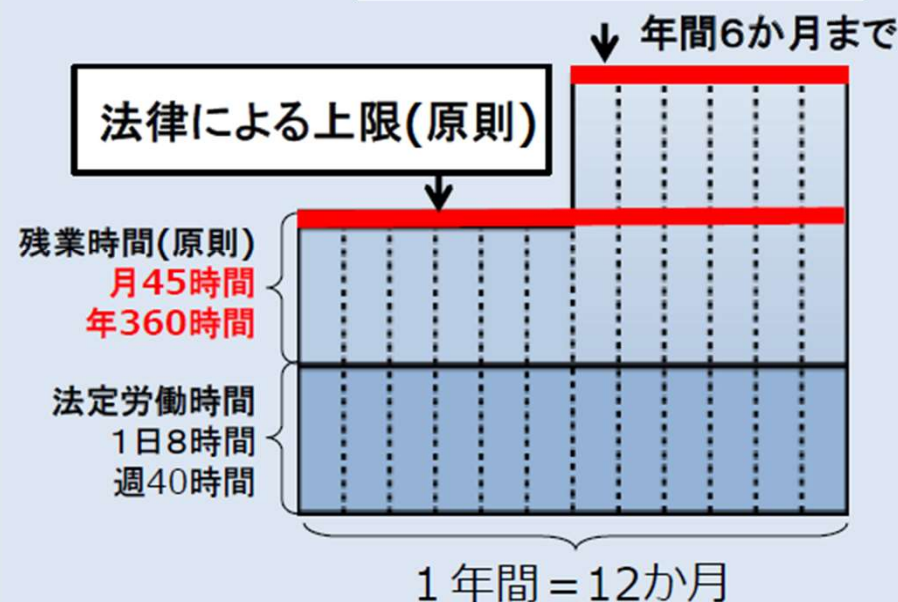 年間6か月まで
法律による上限(原則)
残業時間(原則)
月45時間
年360時間
法定労働時間
1日8時間
週40時間
1年間=12か月